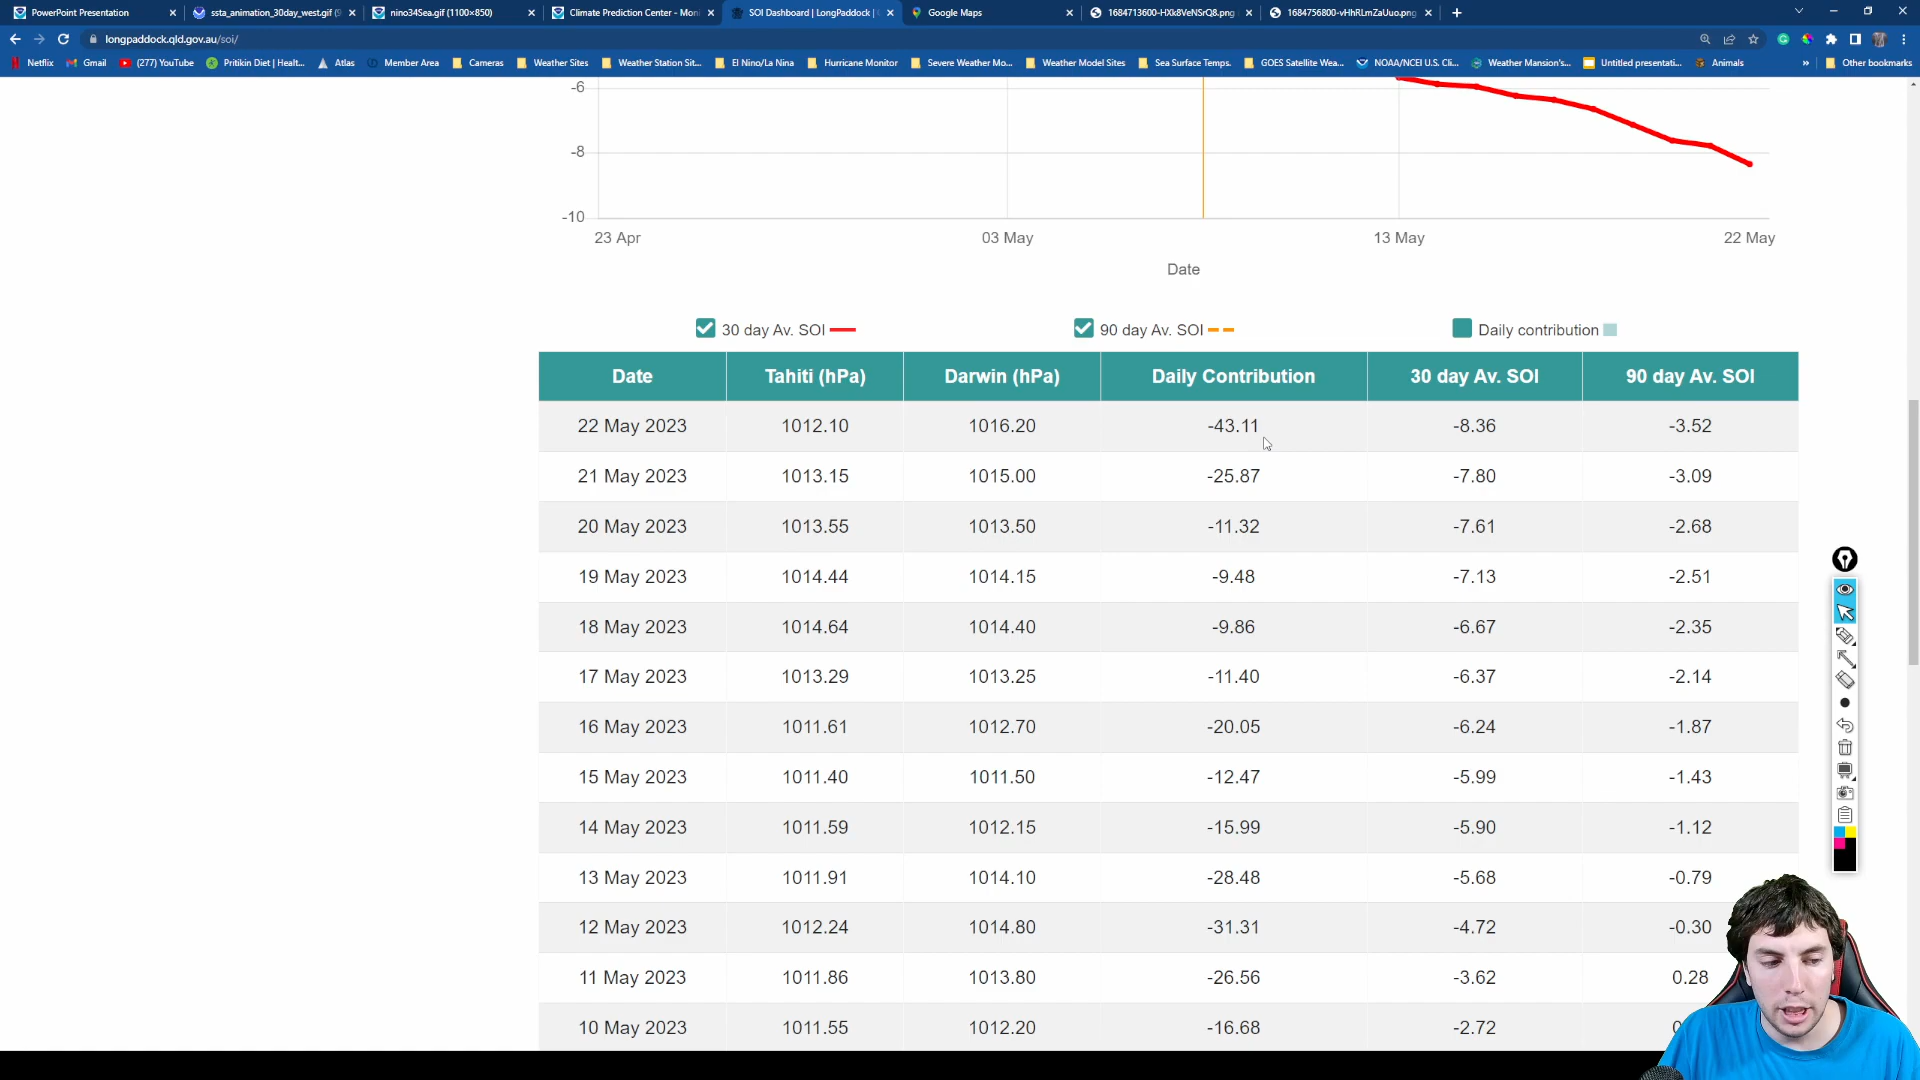 PowerPoint Presentation
ssta_animation_30day_west.gif (9
nino34Sea.gif (1100×850)
Climate Prediction Center - Moni
SOI Dashboard | LongPaddock |
Google Maps
1684713600-HXk8VeNSrQ8.png
1684756800-vHhRLmZaUuo.png
longpaddock.qld.gov.au/soi/
Netflix
Gmail
(277) YouTube
Pritikin Diet | Healt...
Atlas
Member Area
Cameras
Weather Sites
Weather Station Sit...
El Nino/La Nina
Hurricane Monitor
Severe Weather Mo...
Weather Model Sites
Sea Surface Temps.
GOES Satellite Wea...
NOAA/NCEI U.S. Cli...
Weather Mansion's...
Untitled presentati...
Animals
Other bookmarks
-6
-8
-10
23 Apr 03 May 13 May 22 May
Date
30 day Av. SOI 90 day Av. SOI Daily contribution
Date Tahiti (hPa) Darwin (hPa) Daily Contribution 30 day Av. SOI 90 day Av. SOI
22 May 2023 1012.10 1016.20 -43.11 -8.36 -3.52
21 May 2023 1013.15 1015.00 -25.87 -7.80 -3.09
20 May 2023 1013.55 1013.50 -11.32 -7.61 -2.68
19 May 2023 1014.44 1014.15 -9.48 -7.13 -2.51
18 May 2023 1014.64 1014.40 -9.86 -6.67 -2.35
17 May 2023 1013.29 1013.25 -11.40 -6.37 -2.14
16 May 2023 1011.61 1012.70 -20.05 -6.24 -1.87
15 May 2023 1011.40 1011.50 -12.47 -5.99 -1.43
14 May 2023 1011.59 1012.15 -15.99 -5.90 -1.12
13 May 2023 1011.91 1014.10 -28.48 -5.68 -0.79
12 May 2023 1012.24 1014.80 -31.31 -4.72 -0.30
11 May 2023 1011.86 1013.80 -26.56 -3.62 0.28
10 May 2023 1011.55 1012.20 -16.68 -2.72